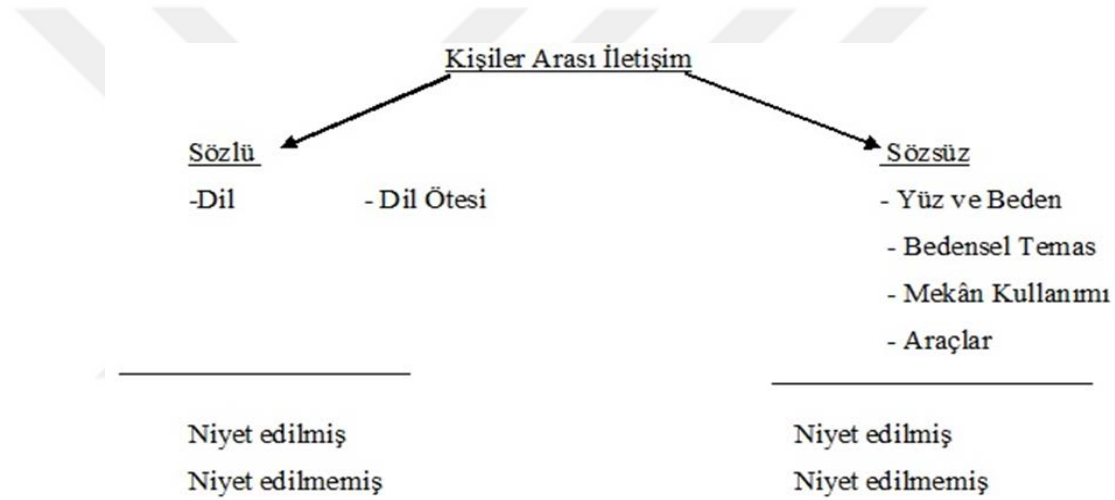 Kişiler Arası İletişim
Sözlü
-Dil - Dil Ötesi
Sözsüz
- Yüz ve Beden
- Bedensel Temas
- Mekân Kullanımı
- Araçlar
Niyet edilmiş
Niyet edilmemiş
Niyet edilmiş
Niyet edilmemiş